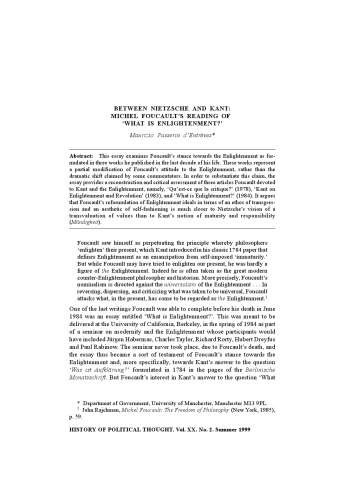 BETWEEN NIETZSCHE AND KANT:
MICHEL FOUCAULT'S READING OF
'WHAT IS ENLIGHTENMENT?'
Maurizio Passerin d'Entrèves*
Abstract: This essay examines Foucault's stance towards the Enlightenment as for-
mulated in three works he published in the last decade of his life. These works represent
a partial modification of Foucault's attitude to the Enlightenment, rather than the
dramatic shift claimed by some commentators. In order to substantiate this claim, the
essay provides a reconstruction and critical assessment of three articles Foucault devoted
to Kant and the Enlightenment, namely, 'Qu'est-ce que la critique?' (1978), 'Kant on
Enlightenment and Revolution' (1983), and 'What is Enlightenment?' (1984). It argues
that Foucault's reformulation of Enlightenment ideals in terms of an ethos of transgres-
sion and an aesthetic of self-fashioning is much closer to Nietzsche's vision of a
transvaluation of values than to Kant's notion of maturity and responsibility
(Mündigkeit).
Foucault saw himself as perpetuating the principle whereby philosophers
'enlighten' their present, which Kant introduced in his classic 1784 paper that
defines Enlightenment as an emancipation from self-imposed 'immaturity.'
But while Foucault may have tried to enlighten our present, he was hardly a
figure of the Enlightenment. Indeed he is often taken as the great modern
counter-Enlightenment philosopher and historian. More precisely, Foucault's
nominalism is directed against the universalism of the Enlightenment . . . In
reversing, dispersing, and criticizing what was taken to be universal, Foucault
attacks what, in the present, has come to be regarded as the Enlightenment.1
One of the last writings Foucault was able to complete before his death in June
1984 was an essay entitled 'What is Enlightenment?'. This was meant to be
delivered at the University of California, Berkeley, in the spring of 1984 as part
of a seminar on modernity and the Enlightenment whose participants would
have included Jürgen Habermas, Charles Taylor, Richard Rorty, Hubert Dreyfus
and Paul Rabinow. The seminar never took place, due to Foucault's death, and
the essay thus became a sort of testament of Foucault's stance towards the
Enlightenment and, more specifically, towards Kant's answer to the question
'Was ist Aufklärung?' formulated in 1784 in the pages of the Berlinische
Monatsschrift. But Foucault's interest in Kant's answer to the question 'What
* Department of Government, University of Manchester, Manchester M13 9PL.
1 John Rajchman, Michel Foucault: The Freedom of Philosophy (New York, 1985),
p. 59.
HISTORY OF POLITICAL THOUGHT. Vol. XX. No. 2. Summer 1999